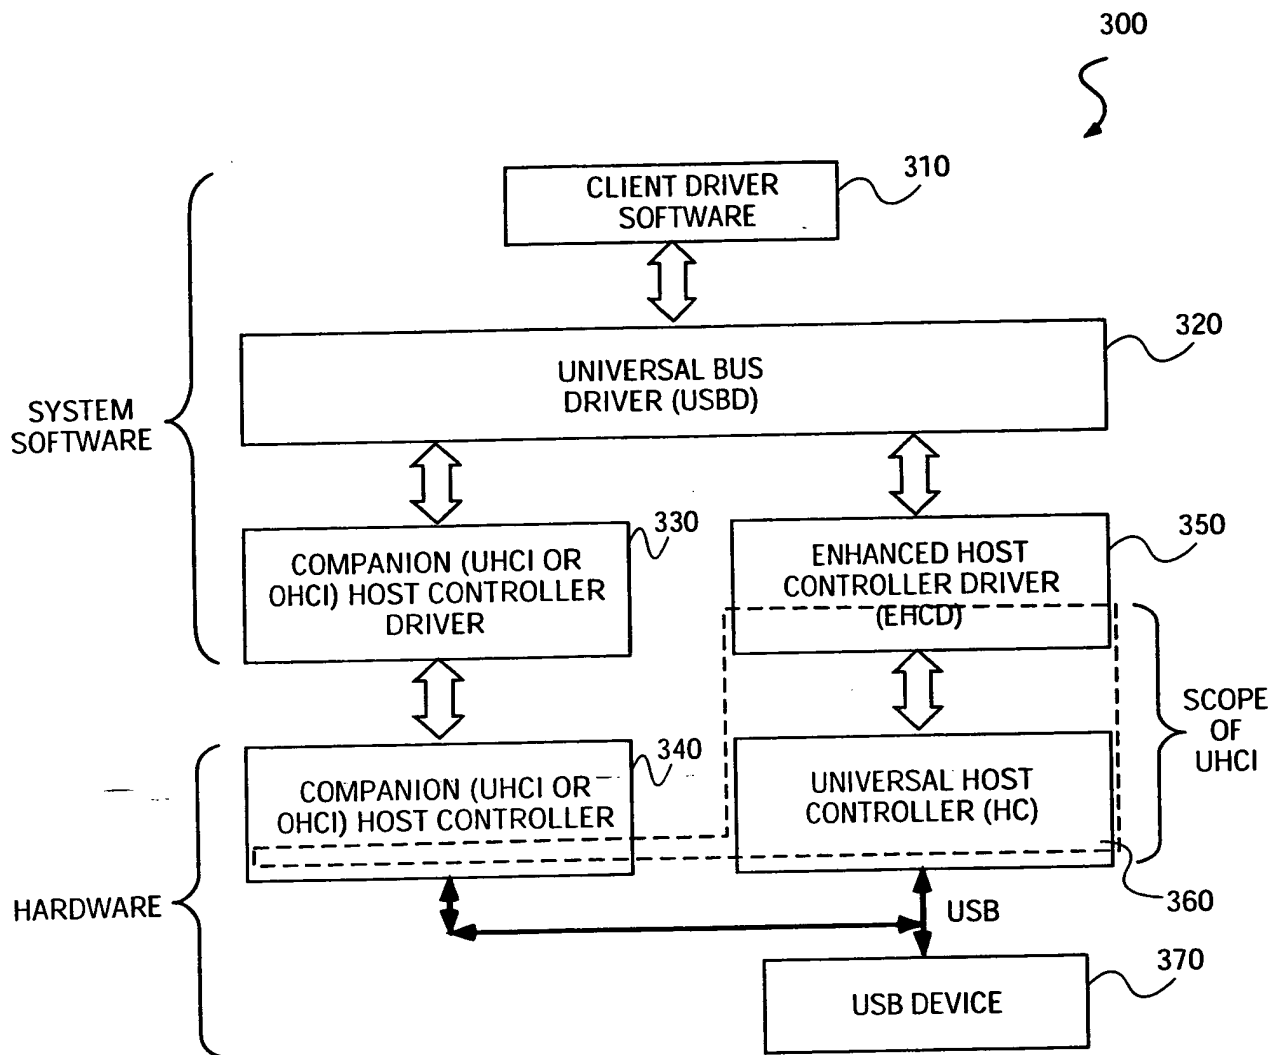 300
310
CLIENT DRIVER
SOFTWARE
320
UNIVERSAL BUS
DRIVER (USBD)
SYSTEM
SOFTWARE
330
COMPANION (UHCI OR
OHCI) HOST CONTROLLER
DRIVER
350
ENHANCED HOST
CONTROLLER DRIVER
(EHCD)
SCOPE
OF
UHCI
340
COMPANION (UHCI OR
OHCI) HOST CONTROLLER
UNIVERSAL HOST
CONTROLLER (HC)
360
HARDWARE
USB
370
USB DEVICE